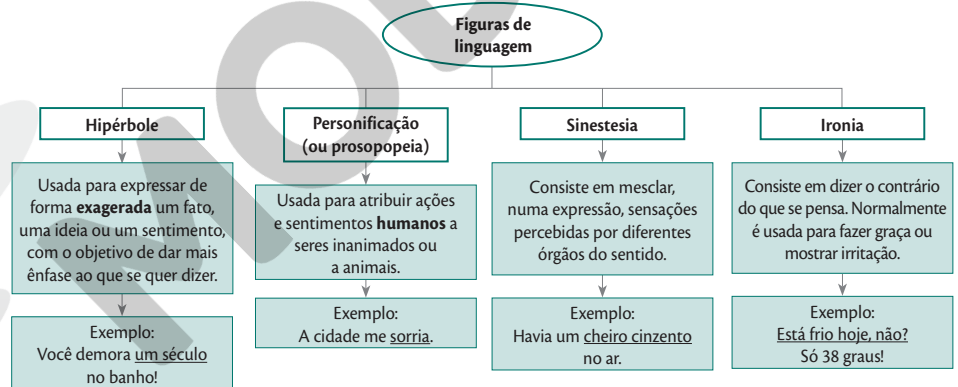 Figuras de
linguagem
Hipérbole
Usada para expressar de
forma exagerada um fato,
uma ideia ou um sentimento,
com o objetivo de dar mais
ênfase ao que se quer dizer.
Exemplo:
Você demora um século
no banho!
Personificação
(ou prosopopeia)
Usada para atribuir ações
e sentimentos humanos a
seres inanimados ou
a animais.
Exemplo:
A cidade me sorria.
Sinestesia
Consiste em mesclar,
numa expressão, sensações
percebidas por diferentes
órgãos do sentido.
Exemplo:
Havia um cheiro cinzento
no ar.
Ironia
Consiste em dizer o contrário
do que se pensa. Normalmente
é usada para fazer graça ou
mostrar irritação.
Exemplo:
Está frio hoje, não?
Só 38 graus!